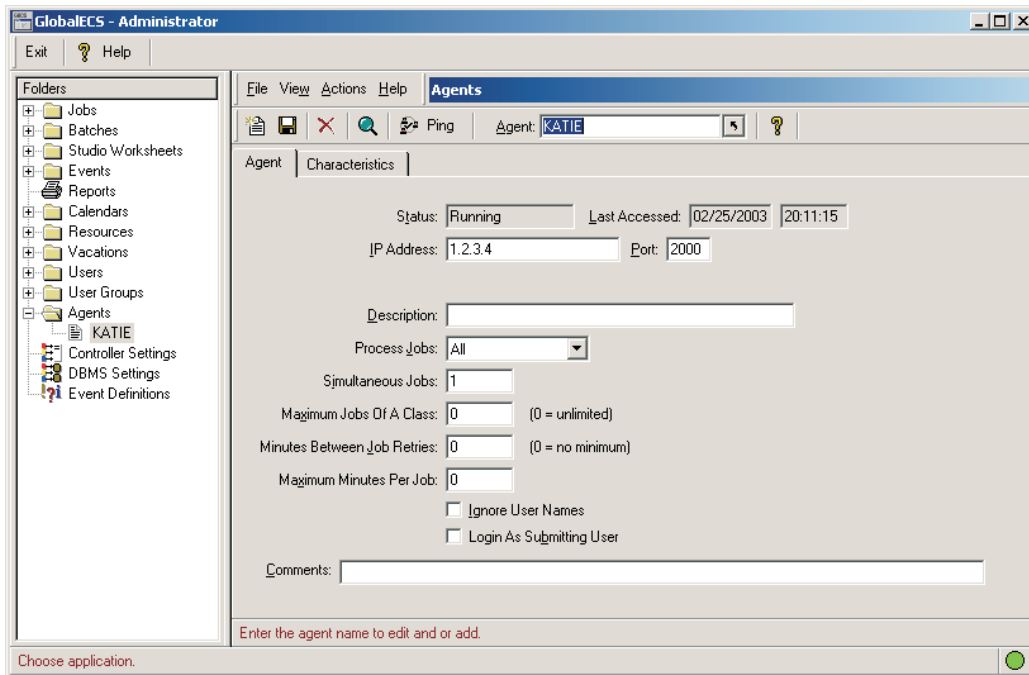 GlobalECS - Administrator
Exit Help
Folders
Jobs
Batches
Studio Worksheets
Events
Reports
Calendars
Resources
Vacations
Users
User Groups
Agents
KATIE
Controller Settings
DBMS Settings
Event Definitions
File View Actions Help Agents
Ping Agent: KATIE
Agent Characteristics
Status: Running Last Accessed: 02/25/2003 20:11:15
IP Address: 1.2.3.4 Port: 2000
Description:
Process Jobs: All
Simultaneous Jobs: 1
Maximum Jobs Of A Class: 0 (0 = unlimited)
Minutes Between Job Retries: 0 (0 = no minimum)
Maximum Minutes Per Job: 0
Ignore User Names
Login As Submitting User
Comments:
Enter the agent name to edit and or add.
Choose application.